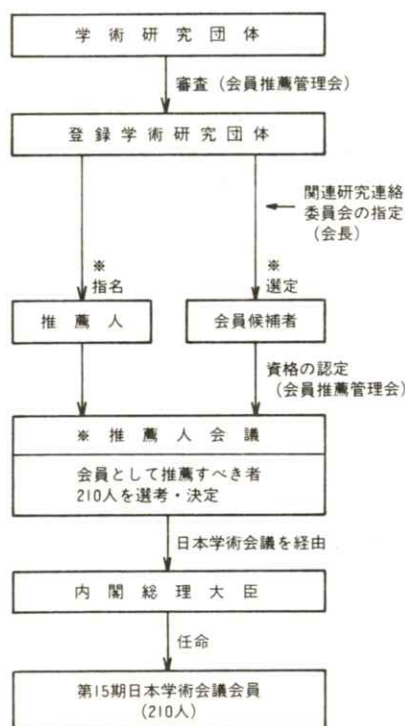 学術研究団体
審査（会員推薦管理会）
登録学術研究団体
関連研究連絡
委員会の指定
（会長）
※
指名
※
選定
推薦人
会員候補者
資格の認定
（会員推薦管理会）
※ 推薦人会議
会員として推薦すべき者
210人を選考・決定
日本学術会議を経由
内閣総理大臣
任命
第15期日本学術会議会員
（210人）